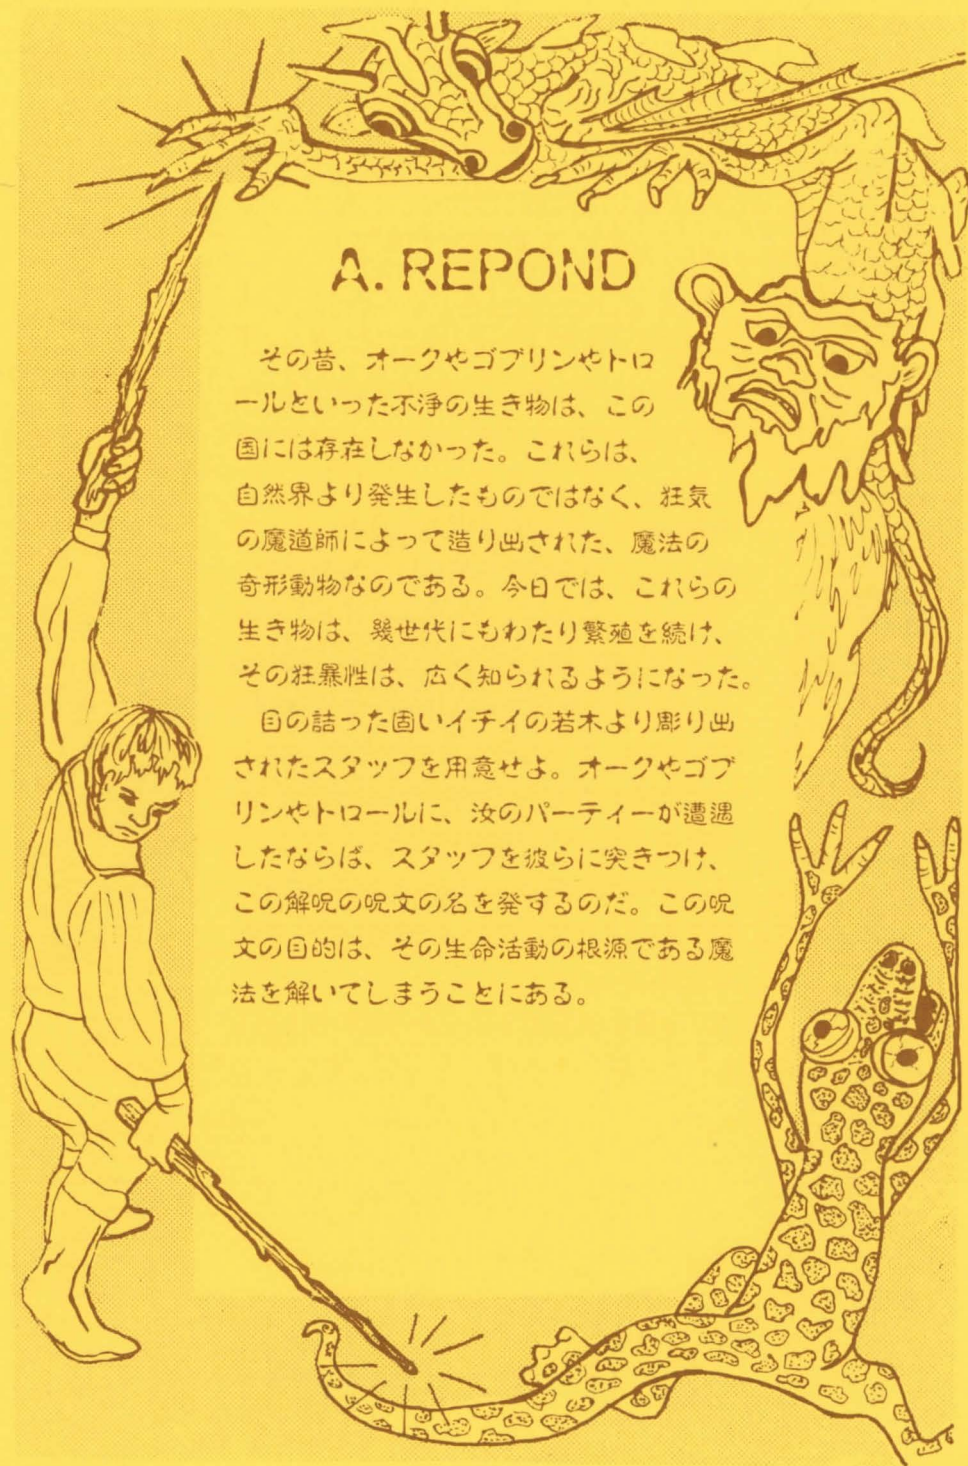 A. REPOND
その昔、オークやゴブリンやトロ
ールといった不浄の生き物は、この
国には存在しなかった。これらは、
自然界より発生したものではなく、狂気
の魔道師によって造り出された、魔法の
奇形動物なのである。今日では、これらの
生き物は、幾世代にもわたり繁殖を続け、
その狂暴性は、広く知られるようになった。
目の詰った固いイチイの若木より彫り出
されたスタッフを用意せよ。オークやゴブ
リンやトロールに、汝のパーティーが遭遇
したならば、スタッフを彼らに突きつけ、
この解呪の呪文の名を発するのだ。この呪
文の目的は、その生命活動の根源である魔
法を解いてしまうことにある。